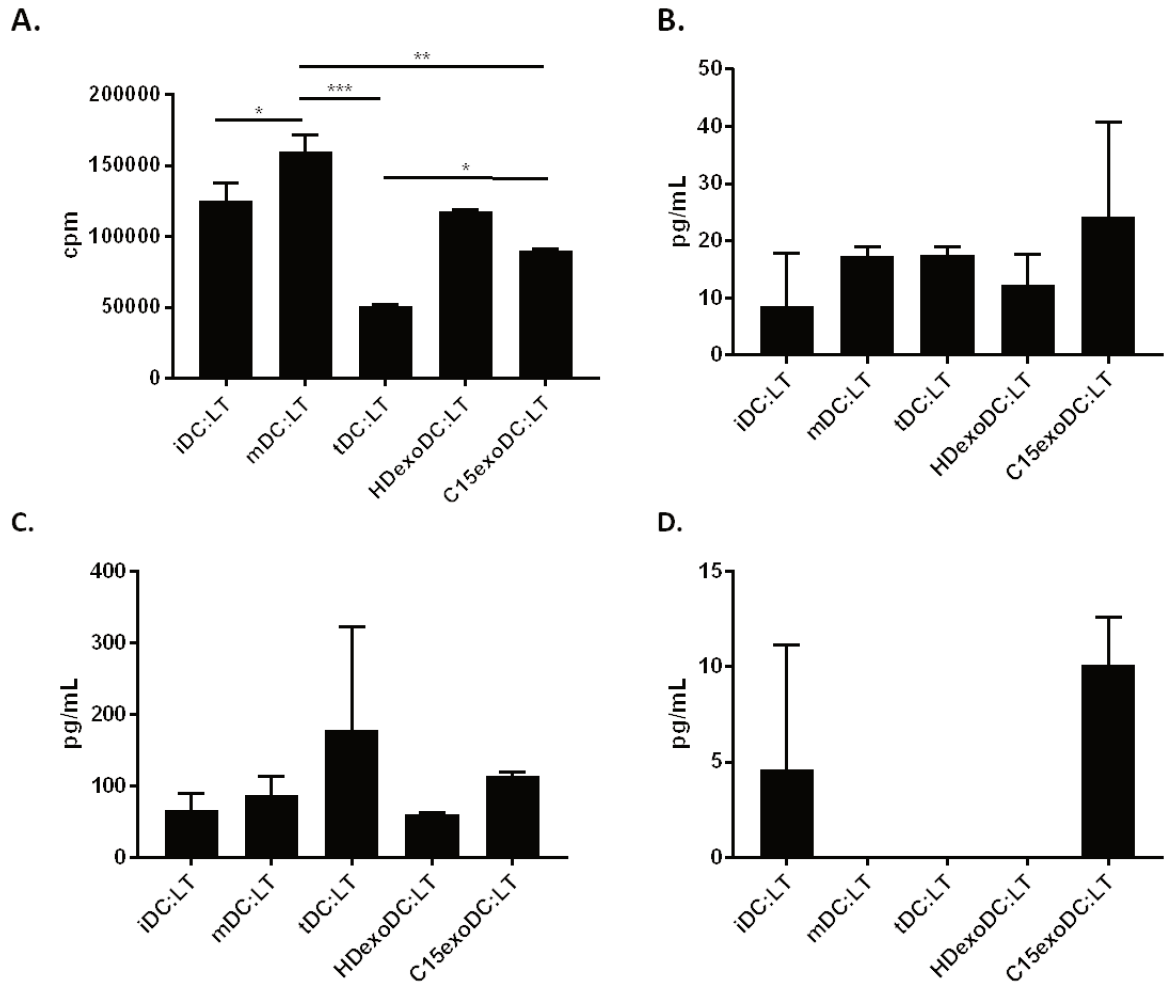 A.
**
***
*
*
200000
150000
100000
50000
0
cpm
iDC:LT
mDC:LT
tDC:LT
HDexoDC:LT
C15exoDC:LT
B.
50
40
30
20
10
0
pg/mL
iDC:LT
mDC:LT
tDC:LT
HDexoDC:LT
C15exoDC:LT
C.
400
300
200
100
0
pg/mL
iDC:LT
mDC:LT
tDC:LT
HDexoDC:LT
C15exoDC:LT
D.
15
10
5
0
pg/mL
iDC:LT
mDC:LT
tDC:LT
HDexoDC:LT
C15exoDC:LT